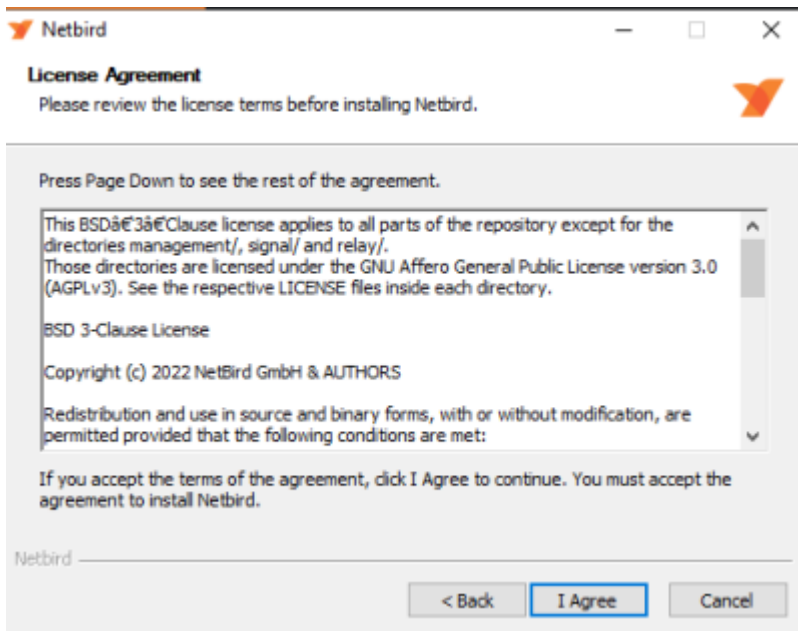 Netbird
License Agreement
Please review the license terms before installing Netbird.
Press Page Down to see the rest of the agreement.
This BSDâ€‘3â€‘Clause license applies to all parts of the repository except for the
directories management/, signal/ and relay/.
Those directories are licensed under the GNU Affero General Public License version 3.0
(AGPLv3). See the respective LICENSE files inside each directory.
BSD 3-Clause License
Copyright (c) 2022 NetBird GmbH & AUTHORS
Redistribution and use in source and binary forms, with or without modification, are
permitted provided that the following conditions are met:
If you accept the terms of the agreement, click I Agree to continue. You must accept the
agreement to install Netbird.
Netbird
< Back
I Agree
Cancel